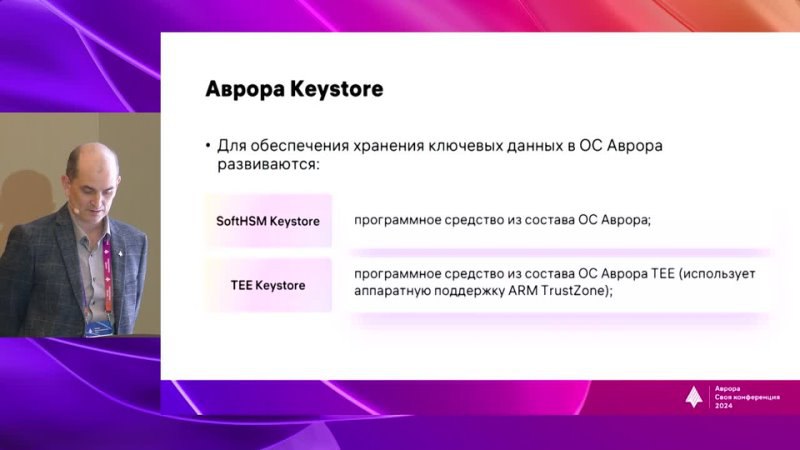 Аврора Keystore
• Для обеспечения хранения ключевых данных в ОС Аврора
развиваются:
SoftHSM Keystore
программное средство из состава ОС Аврора;
TEE Keystore
программное средство из состава ОС Аврора TEE (использует
аппаратную поддержку ARM TrustZone);
Аврора
Своя конференция
2024